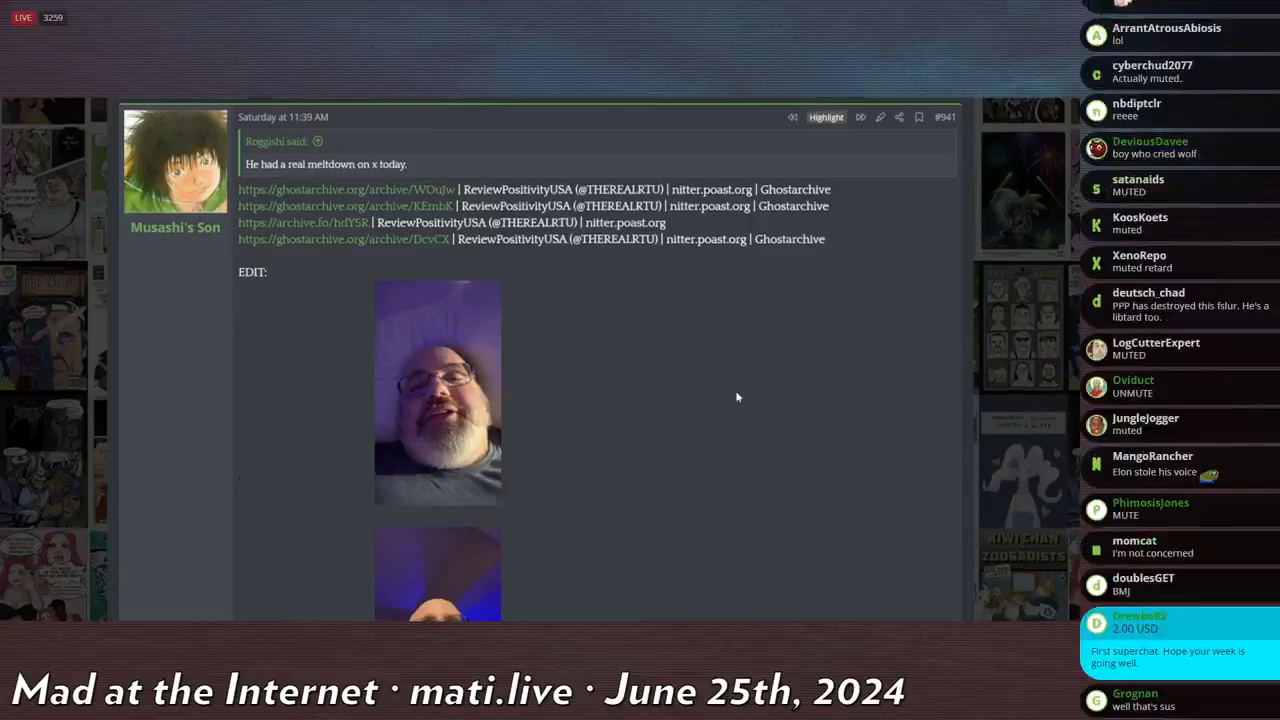 LIVE 3259
Saturday at 11:39 AM
Highlight
#941
Musashi's Son
Roggishi said:
He had a real meltdown on x today.
https://ghostarchive.org/archive/WOuJw | ReviewPositivityUSA (@THEREALRTU) | nitter.poast.org | Ghostarchive
https://ghostarchive.org/archive/KEmbK | ReviewPositivityUSA (@THEREALRTU) | nitter.poast.org | Ghostarchive
https://archive.fo/hdY5R | ReviewPositivityUSA (@THEREALRTU) | nitter.poast.org
https://ghostarchive.org/archive/DcvCX | ReviewPositivityUSA (@THEREALRTU) | nitter.poast.org | Ghostarchive
EDIT:
KIWI CHAN
ZOOSADISTS
ArrantAtrousAbiosis
lol
cyberchud2077
Actually muted.
nbdiptclr
reeee
DeviousDavee
boy who cried wolf
satanaids
MUTED
KoosKoets
muted.
XenoRepo
muted retard
deutsch_chad
PPP has destroyed this fslur. He's a
libtard too.
LogCutterExpert
MUTED
Oviduct
UNMUTE
JungleJogger
muted
MangoRancher
Elon stole his voice
PhimosisJones
MUTE
momcat
I'm not concerned
doublesGET
BMJ
Drewbe82
2.00 USD
First superchat. Hope your week is
going well.
Grognan
well that's sus
Mad at the Internet · mati.live · June 25th, 2024